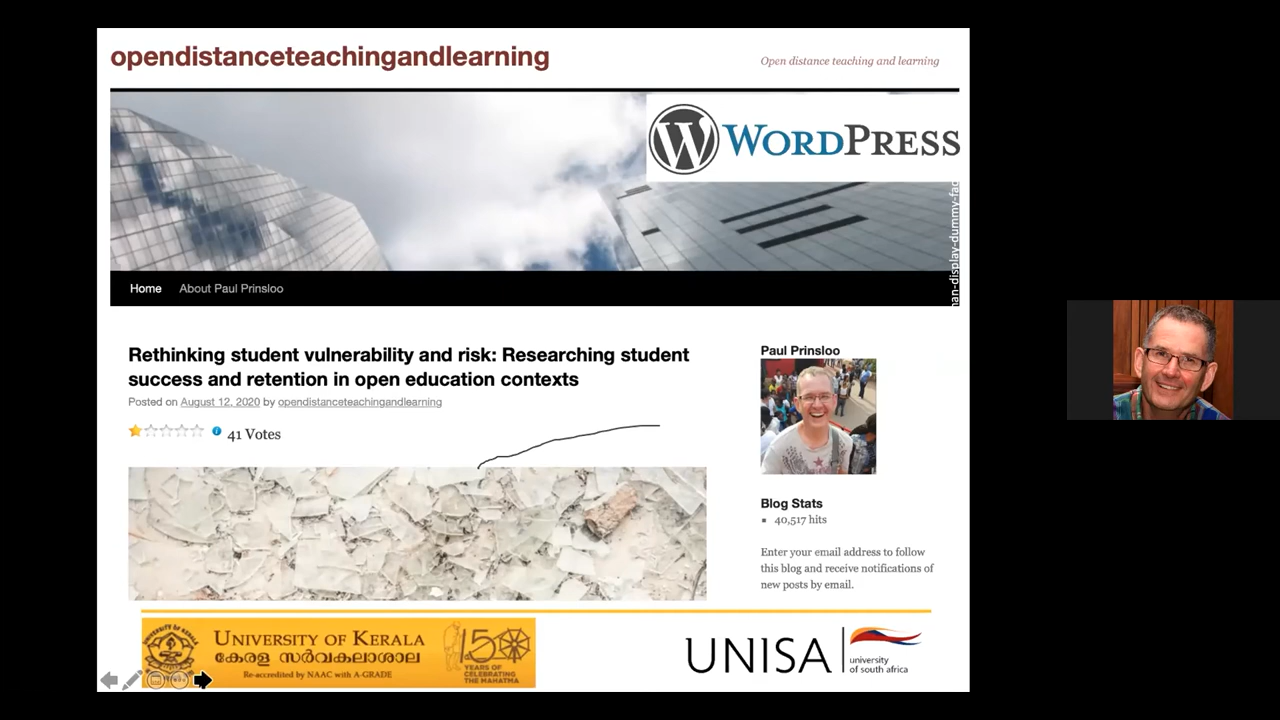 opendistanceteachingandlearning
Open distance teaching and learning
WORDPRESS
an-display-dummy-fac
Home About Paul Prinsloo
Rethinking student vulnerability and risk: Researching student
success and retention in open education contexts
Posted on August 12, 2020 by opendistanceteachingandlearning
41 Votes
Paul Prinsloo
Blog Stats
40,517 hits
Enter your email address to follow
this blog and receive notifications of
new posts by email.
UNIVERSITY OF KERALA
കേരള സർവകലാശാല
Re-accredited by NAAC with A-GRADE
150
YEARS OF
CELEBRATING
THE MAHATMA
UNISA
university
of south africa